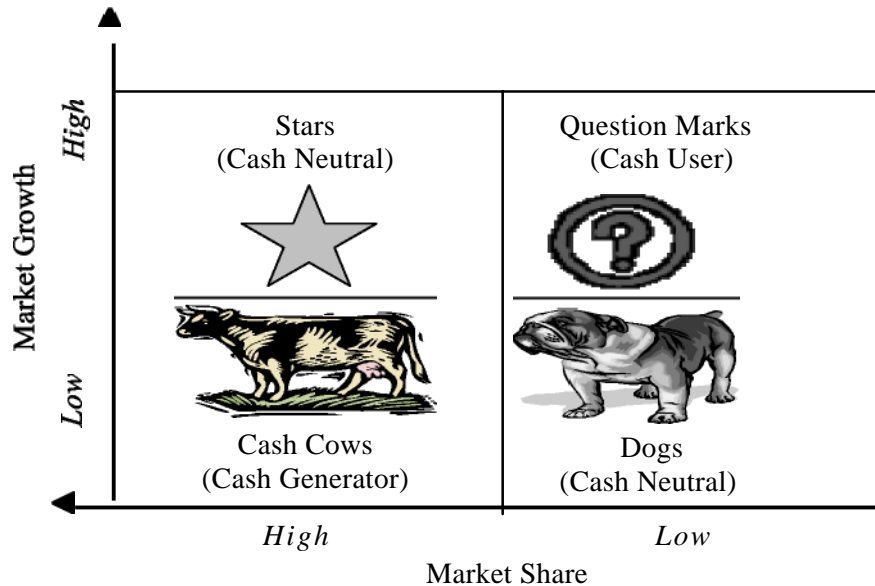 High
Stars
(Cash Neutral)
Question Marks
(Cash User)
?
Market Growth
Low
Cash Cows
(Cash Generator)
Dogs
(Cash Neutral)
High
Low
Market Share